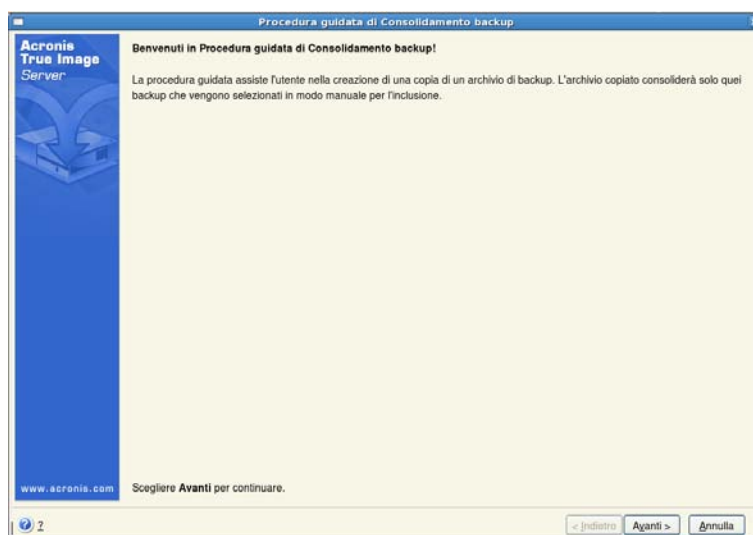 Procedura guidata di Consolidamento backup
Acronis
True Image
Server
Benvenuti in Procedura guidata di Consolidamento backup!
La procedura guidata assiste l'utente nella creazione di una copia di un archivio di backup. L'archivio copiato consoliderà solo quei
backup che vengono selezionati in modo manuale per l'inclusione.
www.acronis.com
Scegliere Avanti per continuare.
? 2
< Indietro Avanti > Annulla